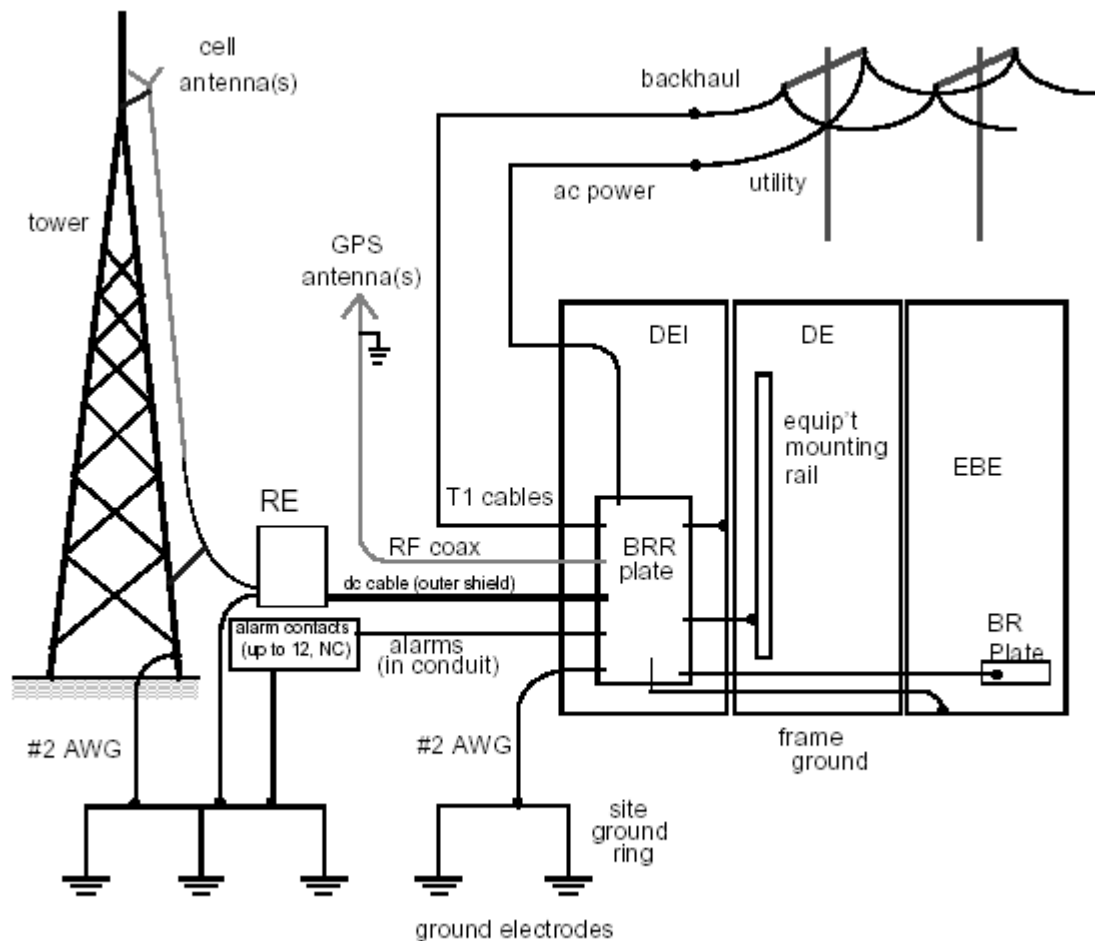 cell
antenna(s)
backhaul
ac power
utility
tower
GPS
antenna(s)
DEI
DE
equip't
mounting
rail
EBE
T1 cables
RE
RF coax
BRR
plate
dc cable (outer shield)
alarm contacts
(up to 12, NC)
alarms
(in conduit)
BR
Plate
#2 AWG
#2 AWG
frame
ground
site
ground
ring
ground electrodes